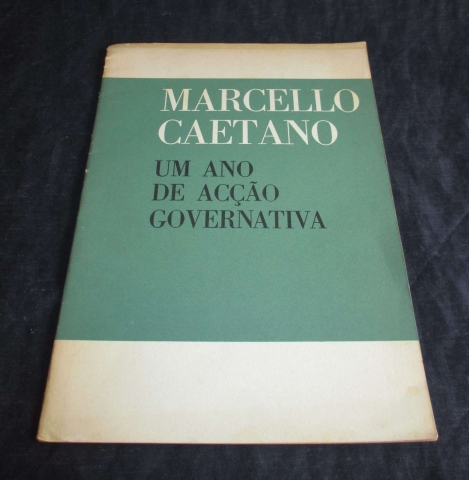 MARCELLO
CAETANO
UM ANO
DE ACÇÃO
GOVERNATIVA